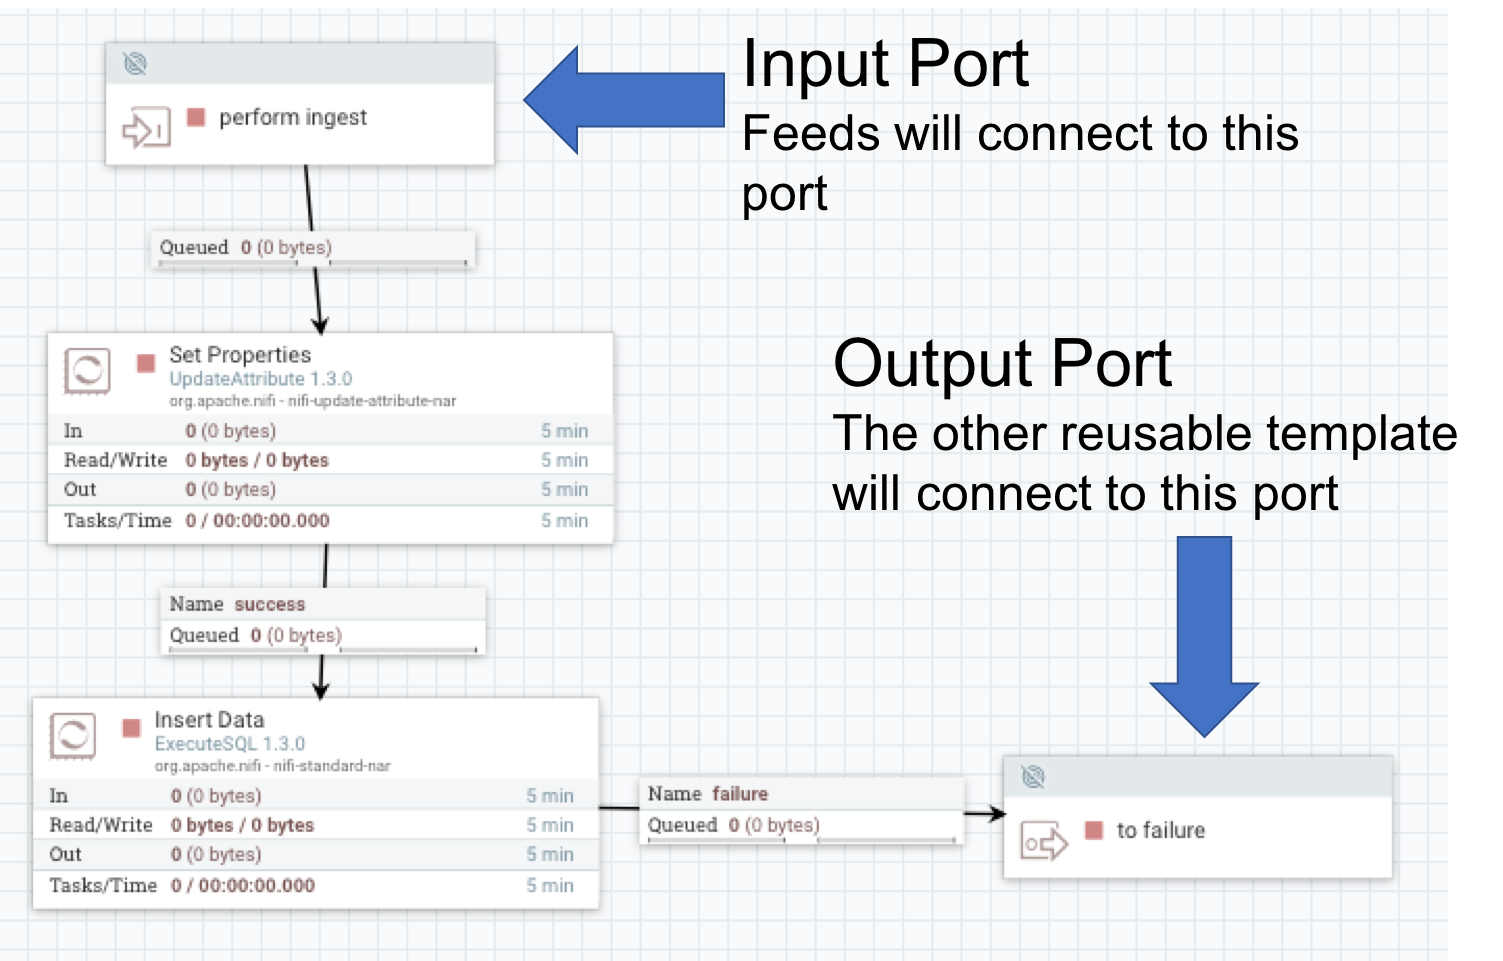 perform ingest
Input Port
Feeds will connect to this
port
Queued 0 (0 bytes)
Set Properties
UpdateAttribute 1.3.0
org.apache.nifi - nifi-update-attribute-nar
In 0 (0 bytes) 5 min
Read/Write 0 bytes / 0 bytes 5 min
Out 0 (0 bytes) 5 min
Tasks/Time 0 / 00:00:00.000 5 min
Output Port
The other reusable template
will connect to this port
Name success
Queued 0 (0 bytes)
Insert Data
ExecuteSQL 1.3.0
org.apache.nifi - nifi-standard-nar
In 0 (0 bytes) 5 min
Read/Write 0 bytes / 0 bytes 5 min
Out 0 (0 bytes) 5 min
Tasks/Time 0 / 00:00:00.000 5 min
Name failure
Queued 0 (0 bytes)
to failure